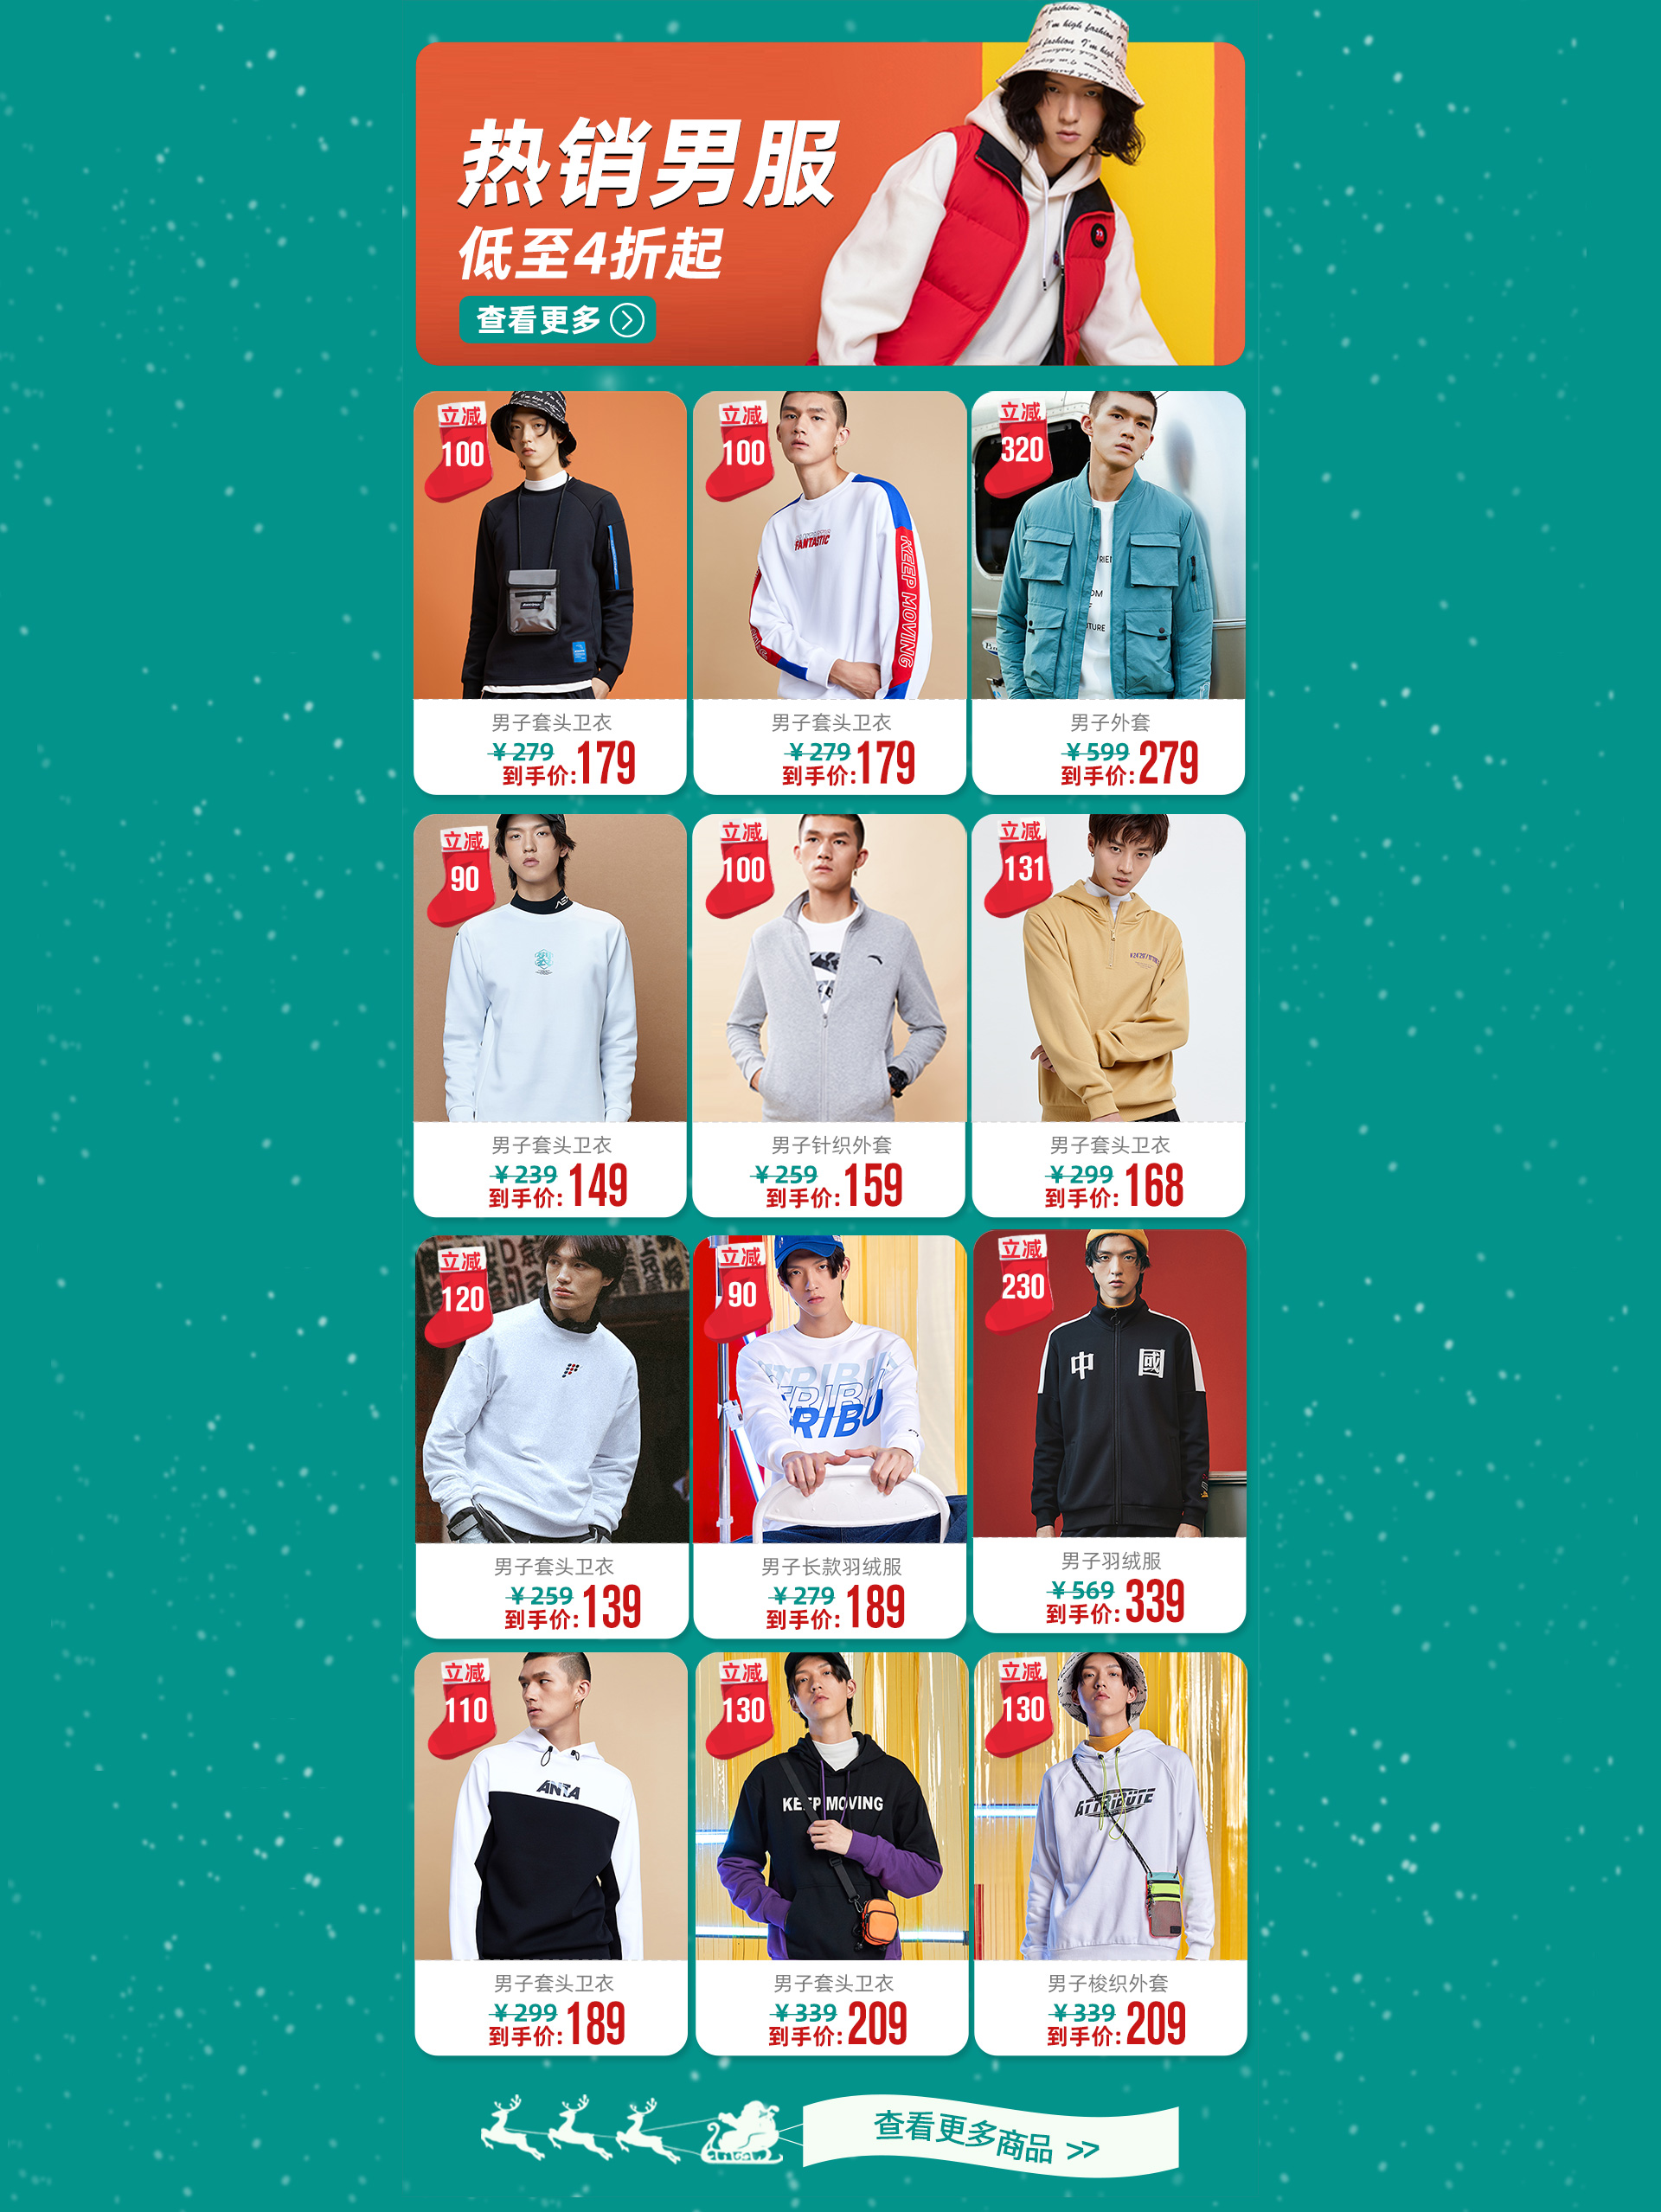 热销男服
低至4折起
查看更多
立减
100
FANTASTIC
KEEP MOVING
男子套头卫衣
¥279
到手价:179
立减
100
男子套头卫衣
¥279
到手价:179
立减
320
男子外套
¥599
到手价:279
立减
90
男子套头卫衣
¥239
到手价:149
立减
100
男子针织外套
¥259
到手价:159
立减
131
男子套头卫衣
¥299
到手价:168
立减
120
男子套头卫衣
¥259
到手价:139
立减
90
男子长款羽绒服
¥279
到手价:189
立减
230
中 國
男子羽绒服
¥569
到手价:339
立减
110
ANTA
男子套头卫衣
¥299
到手价:189
立减
130
KEEP MOVING
男子套头卫衣
¥339
到手价:209
立减
130
ATTRIBUTE
男子梭织外套
¥339
到手价:209
查看更多商品 >>